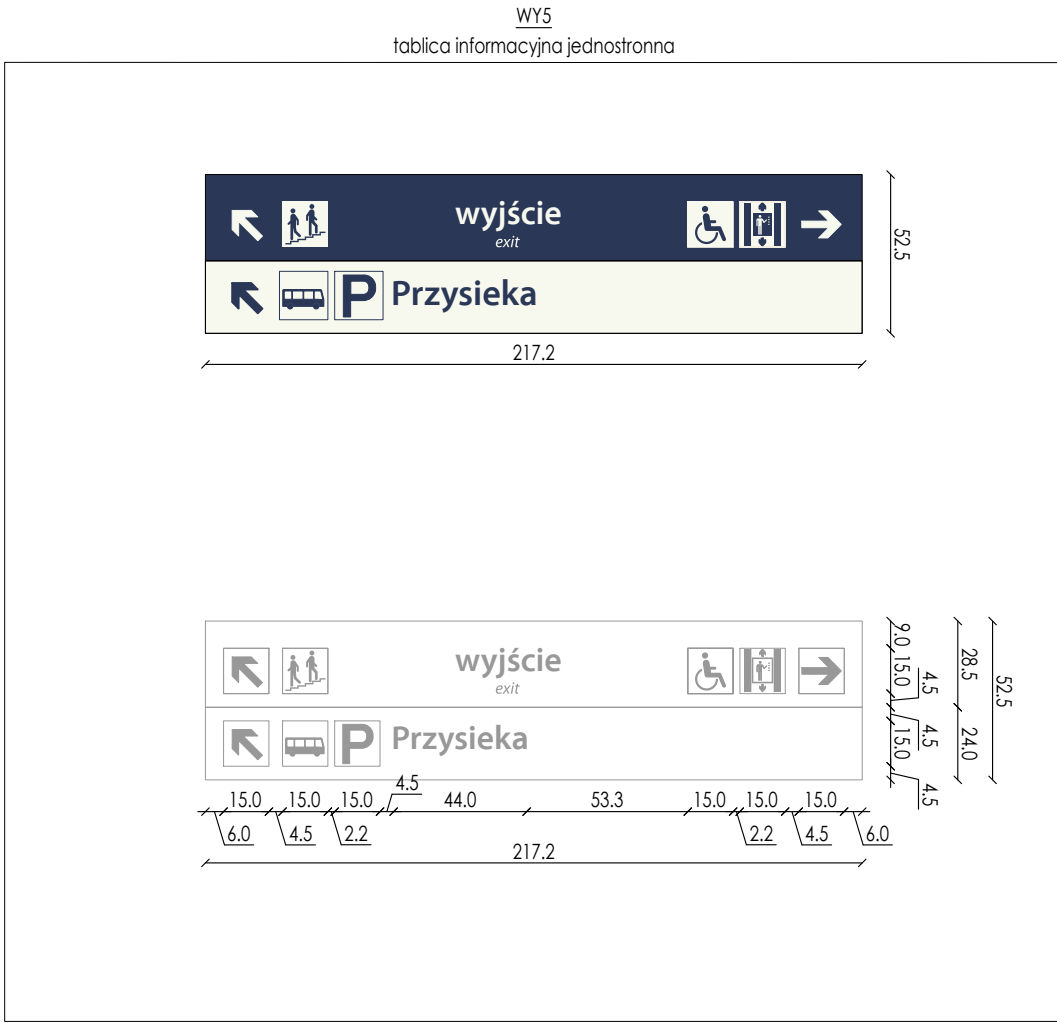 WY5
tablica informacyjna jednostronna
wyjście
exit
P Przysieka
52.5
217.2
wyjście
exit
P Przysieka
9.0 15.0 4.5 4.5 15.0 4.5
28.5 24.0
52.5
15.0 15.0 15.0 4.5 44.0 53.3 15.0 15.0 15.0
6.0 4.5 2.2 2.2 4.5 6.0
217.2